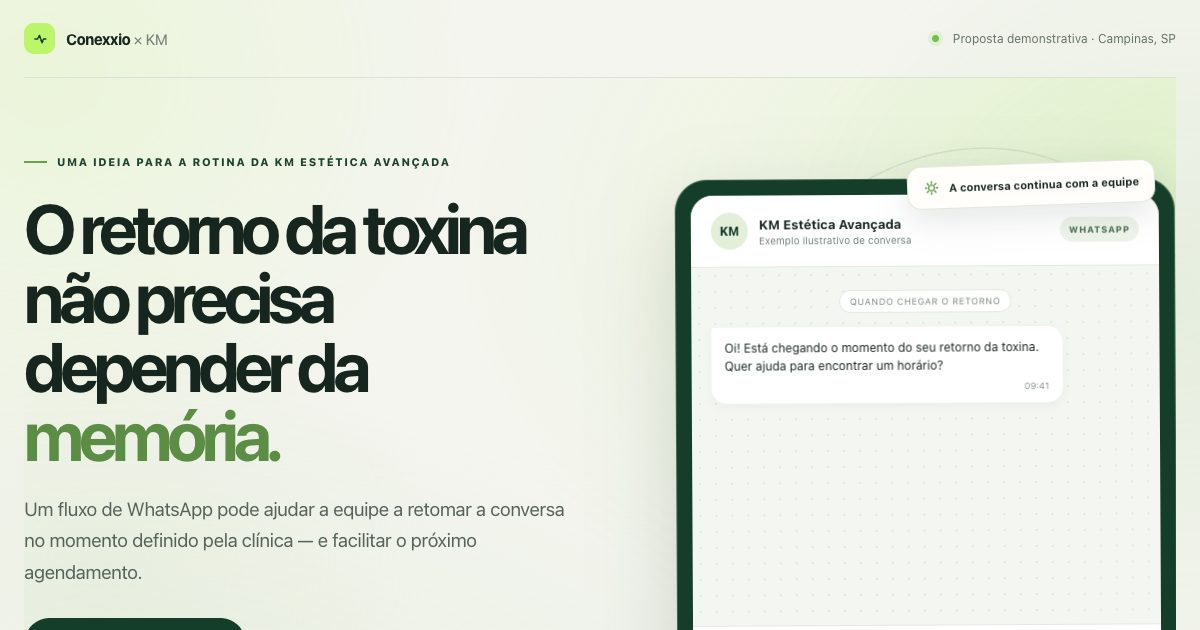 Conexxio × KM
Proposta demonstrativa · Campinas, SP
UMA IDEIA PARA A ROTINA DA KM ESTÉTICA AVANÇADA
O retorno da toxina
não precisa
depender da
memória.
Um fluxo de WhatsApp pode ajudar a equipe a retomar a conversa
no momento definido pela clínica — e facilitar o próximo
agendamento.
A conversa continua com a equipe
KM
KM Estética Avançada
Exemplo ilustrativo de conversa
WHATSAPP
QUANDO CHEGAR O RETORNO
Oi! Está chegando o momento do seu retorno da toxina.
Quer ajuda para encontrar um horário?
09:41